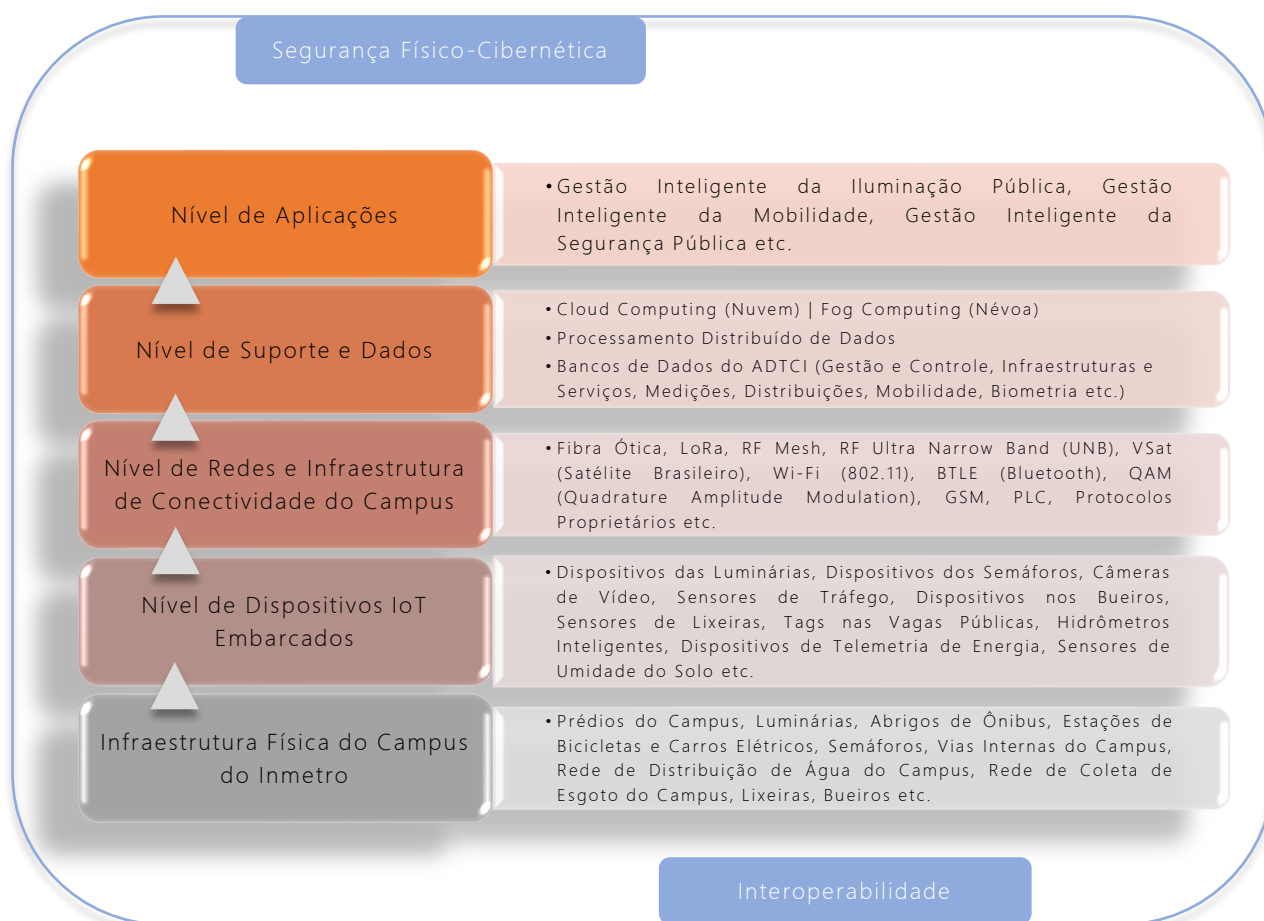 Segurança Físico-Cibernética
Nível de Aplicações
•Gestão Inteligente da Iluminação Pública, Gestão
Inteligente da Mobilidade, Gestão Inteligente da
Segurança Pública etc.
Nível de Suporte e Dados
•Cloud Computing (Nuvem) | Fog Computing (Névoa)
•Processamento Distribuído de Dados
•Bancos de Dados do ADTCI (Gestão e Controle, Infraestruturas e
Serviços, Medições, Distribuições, Mobilidade, Biometria etc.)
Nível de Redes e Infraestrutura
de Conectividade do Campus
•Fibra Ótica, LoRa, RF Mesh, RF Ultra Narrow Band (UNB), VSat
(Satélite Brasileiro), Wi-Fi (802.11), BTLE (Bluetooth), QAM
(Quadrature Amplitude Modulation), GSM, PLC, Protocolos
Proprietários etc.
Nível de Dispositivos IoT
Embarcados
•Dispositivos das Luminárias, Dispositivos dos Semáforos, Câmeras
de Vídeo, Sensores de Tráfego, Dispositivos nos Bueiros,
Sensores de Lixeiras, Tags nas Vagas Públicas, Hidrômetros
Inteligentes, Dispositivos de Telemetria de Energia, Sensores de
Umidade do Solo etc.
Infraestrutura Física do Campus
do Inmetro
•Prédios do Campus, Luminárias, Abrigos de Ônibus, Estações de
Bicicletas e Carros Elétricos, Semáforos, Vias Internas do Campus,
Rede de Distribuição de Água do Campus, Rede de Coleta de
Esgoto do Campus, Lixeiras, Bueiros etc.
Interoperabilidade